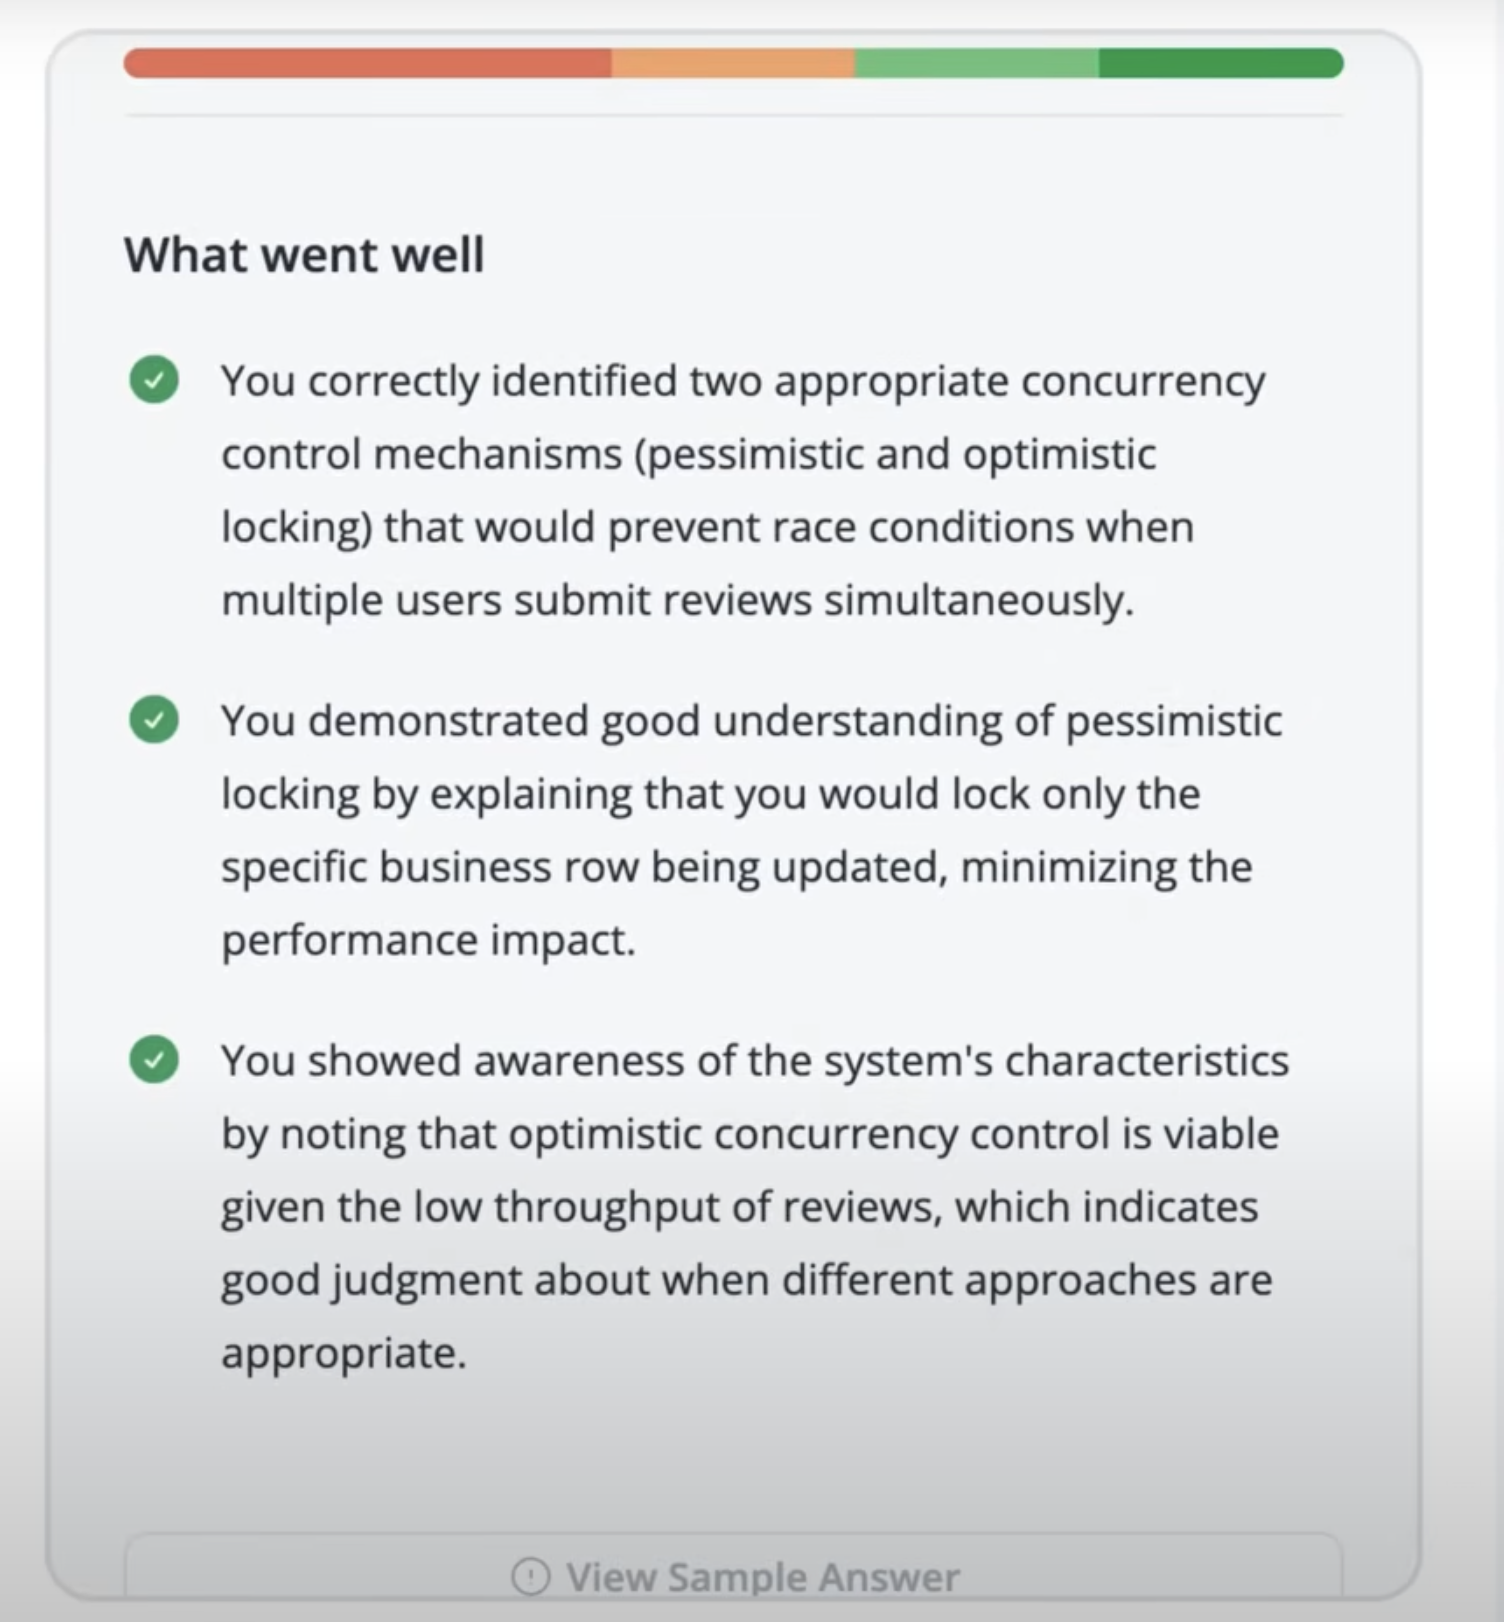 What went well
You correctly identified two appropriate concurrency
control mechanisms (pessimistic and optimistic
locking) that would prevent race conditions when
multiple users submit reviews simultaneously.
You demonstrated good understanding of pessimistic
locking by explaining that you would lock only the
specific business row being updated, minimizing the
performance impact.
You showed awareness of the system's characteristics
by noting that optimistic concurrency control is viable
given the low throughput of reviews, which indicates
good judgment about when different approaches are
appropriate.
View Sample Answer